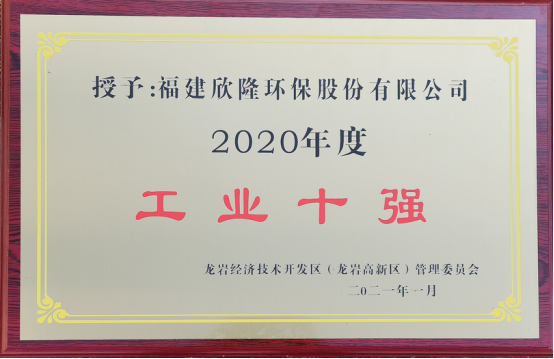 授予:福建欣隆环保股份有限公司
2020年度
工业十强
龙岩经济技术开发区（龙岩高新区）管理委员会
二〇二一年一月